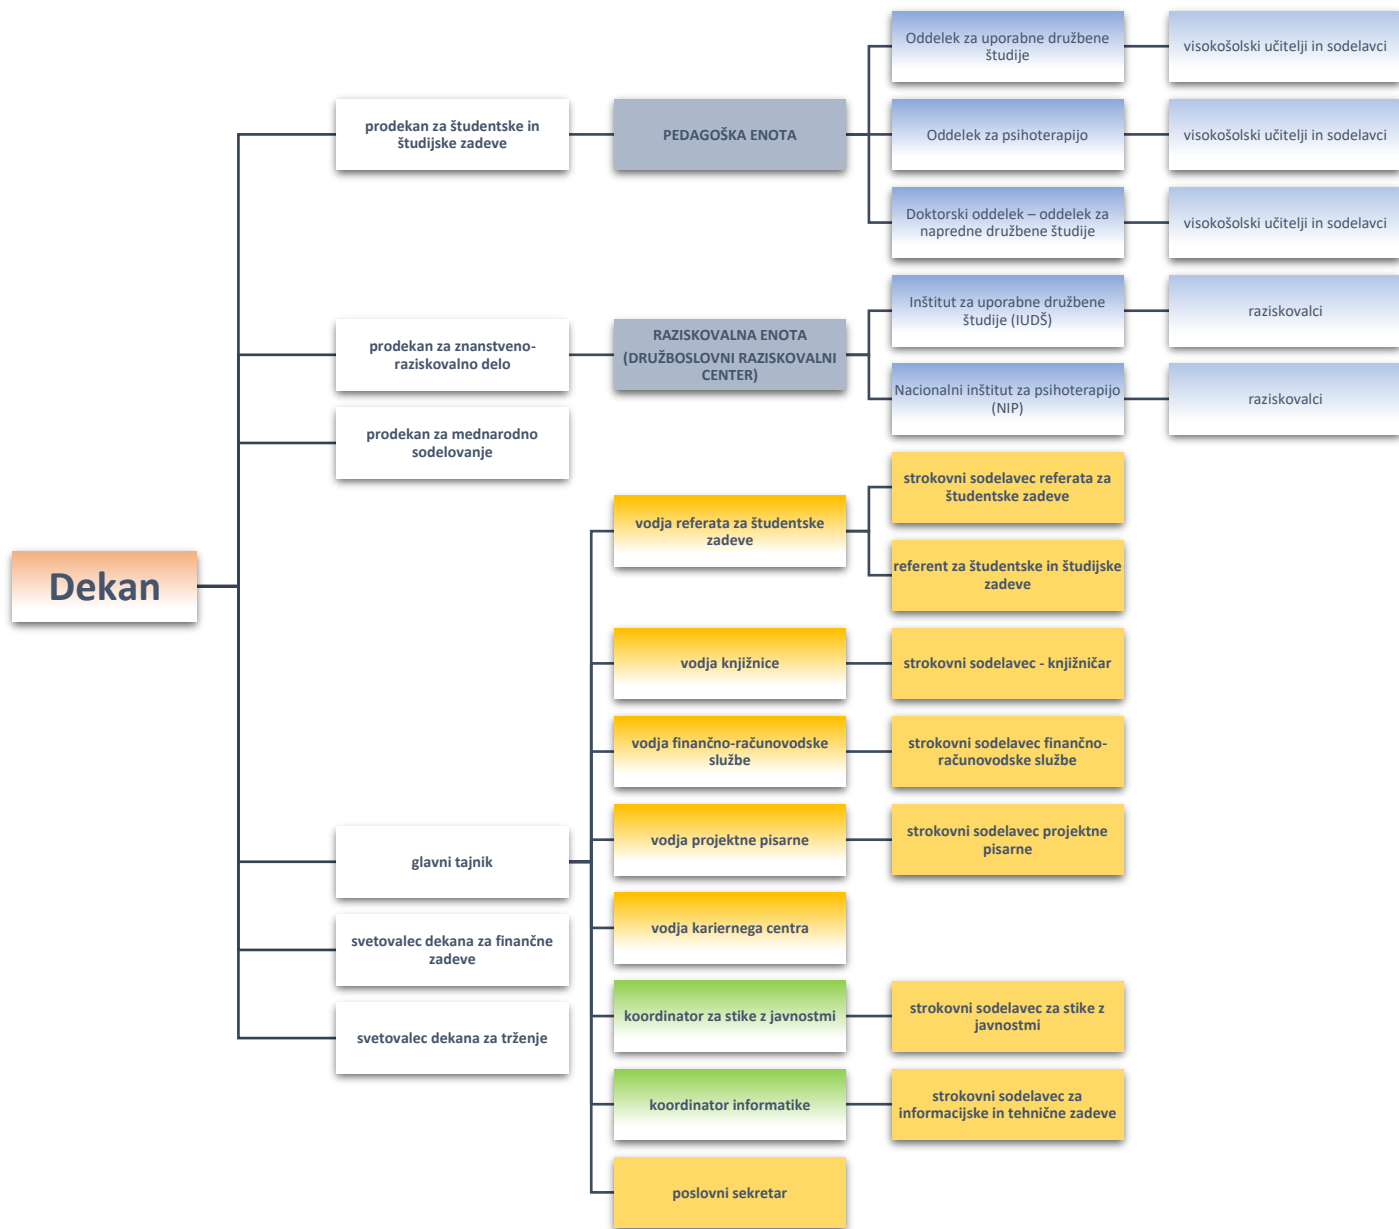 Dekan
prodekan za študentske in
študijske zadeve
PEDAGOŠKA ENOTA
Oddelek za uporabne družbene
študije
visokošolski učitelji in sodelavci
Oddelek za psihoterapijo
visokošolski učitelji in sodelavci
Doktorski oddelek – oddelek za
napredne družbene študije
visokošolski učitelji in sodelavci
prodekan za znanstveno-
raziskovalno delo
RAZISKOVALNA ENOTA
(DRUŽBOSLOVNI RAZISKOVALNI
CENTER)
Inštitut za uporabne družbene
študije (IUDŠ)
raziskovalci
Nacionalni inštitut za psihoterapijo
(NIP)
raziskovalci
prodekan za mednarodno
sodelovanje
glavni tajnik
vodja referata za študentske
zadeve
strokovni sodelavec referata za
študentske zadeve
referent za študentske in študijske
zadeve
vodja knjižnice
strokovni sodelavec - knjižničar
vodja finančno-računovodske
službe
strokovni sodelavec finančno-
računovodske službe
vodja projektne pisarne
strokovni sodelavec projektne
pisarne
vodja kariernega centra
koordinator za stike z javnostmi
strokovni sodelavec za stike z
javnostmi
koordinator informatike
strokovni sodelavec za
informacijske in tehnične zadeve
poslovni sekretar
svetovalec dekana za finančne
zadeve
svetovalec dekana za trženje